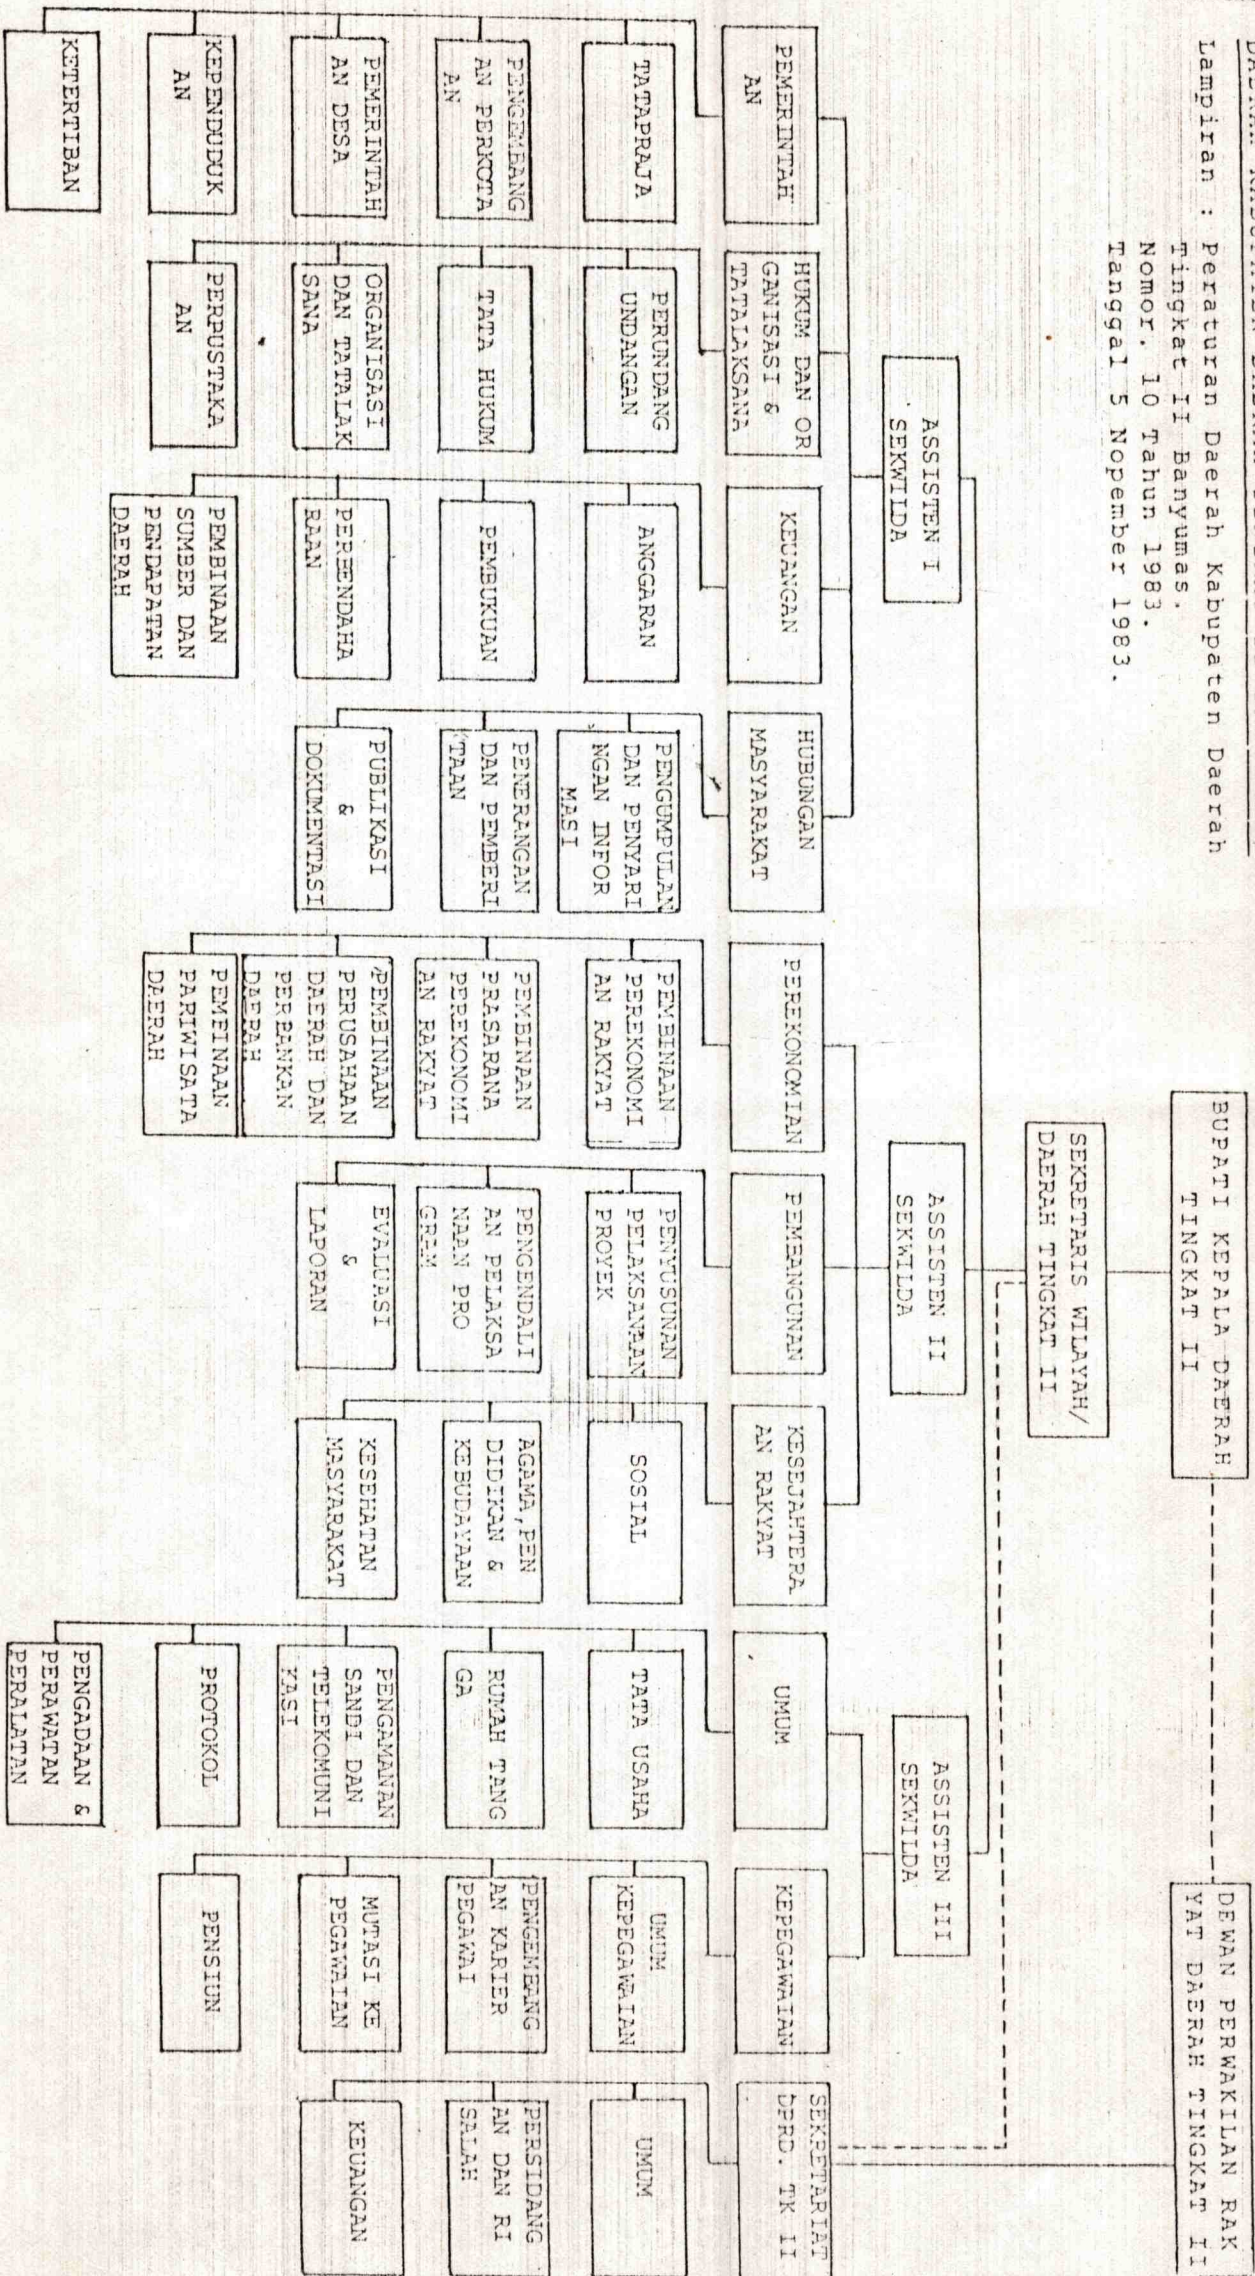 Lampiran : Peraturan Daerah Kabupaten Daerah
Tingkat II Banyumas.
Nomor. 10 Tahun 1983.
Tanggal 5 Nopember 1983.
BUPATI KEPALA DAERAH
TINGKAT II
DEWAN PERWAKILAN RAK
YAT DAERAH TINGKAT II
SEKRETARIS WILAYAH/
DAERAH TINGKAT II
ASSISTEN I
SEKWILDA
ASSISTEN II
SEKWILDA
ASSISTEN III
SEKWILDA
PEMERINTAH
AN
HUKUM DAN OR
GANISASI &
TATALAKSANA
KEUANGAN
HUBUNGAN
MASYARAKAT
PEREKONOMIAN
PEMBANGUNAN
KESEJAHTERA
AN RAKYAT
UMUM
KEPEGAWAIAN
SEKRETARIAT
DPRD. TK II
TATAPRAJA
PERUNDANG
UNDANGAN
ANGGARAN
PENGUMPULAN
DAN PENYARI
NGAN INFOR
MASI
PEMBINAAN
PEREKONOMI
AN RAKYAT
PENYUSUNAN
PELAKSANAAN
PROYEK
SOSIAL
TATA USAHA
UMUM
KEPEGAWAIAN
UMUM
PENGEMBANG
AN PERKOTA
AN
TATA HUKUM
PEMBUKUAN
PENERANGAN
DAN PEMBERI
TAAN
PEMBINAAN
PRASARANA
PEREKONOMI
AN RAKYAT
PENGENDALI
AN PELAKSA
NAAN PRO
GRAM
AGAMA,PEN
DIDIKAN &
KEBUDAYAAN
RUMAH TANG
GA
PENGEMBANG
AN KARIER
PEGAWAI
PERSIDANG
AN DAN RI
SALAH
PEMERINTAH
AN DESA
ORGANISASI
DAN TATALAK
SANA
PERBENDAHA
RAAN
PUBLIKASI
&
DOKUMENTASI
PEMBINAAN
PERUSAHAAN
DAERAH DAN
PERBANKAN
DAERAH
EVALUASI
&
LAPORAN
KESEHATAN
MASYARAKAT
PENGAMANAN
SANDI DAN
TELEKOMUNI
KASI
MUTASI KE
PEGAWAIAN
KEUANGAN
KEPENDUDUK
AN
PERPUSTAKA
AN
PEMBINAAN
SUMBER DAN
PENDAPATAN
DAERAH
PEMFINAAN
PARIWISATA
DAERAH
PROTOKOL
PENSIUN
KETERTIBAN
PENGADAAN &
PERAWATAN
PERALATAN